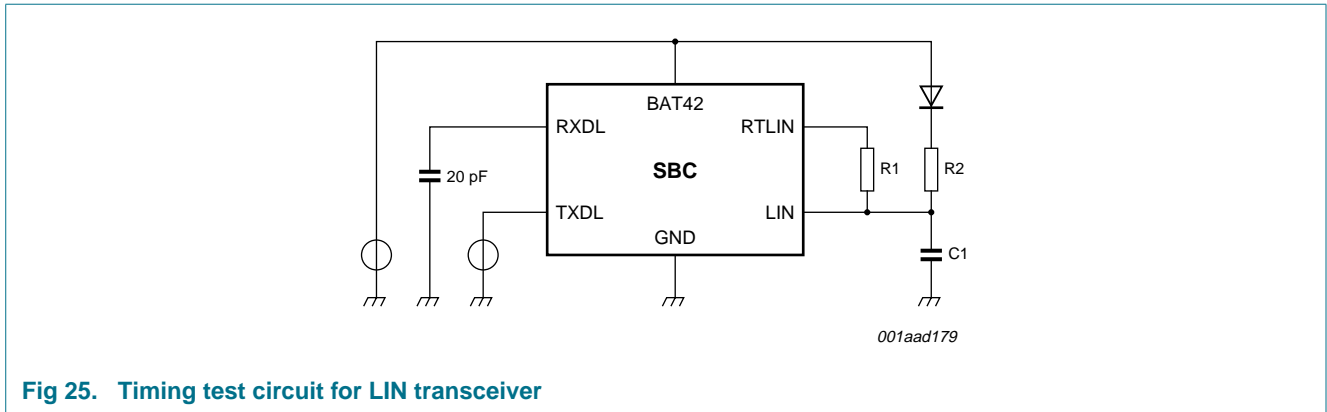 BAT42
RXDL
RTLIN
SBC
R1
R2
20 pF
TXDL
LIN
GND
C1
001aad179
Fig 25. Timing test circuit for LIN transceiver